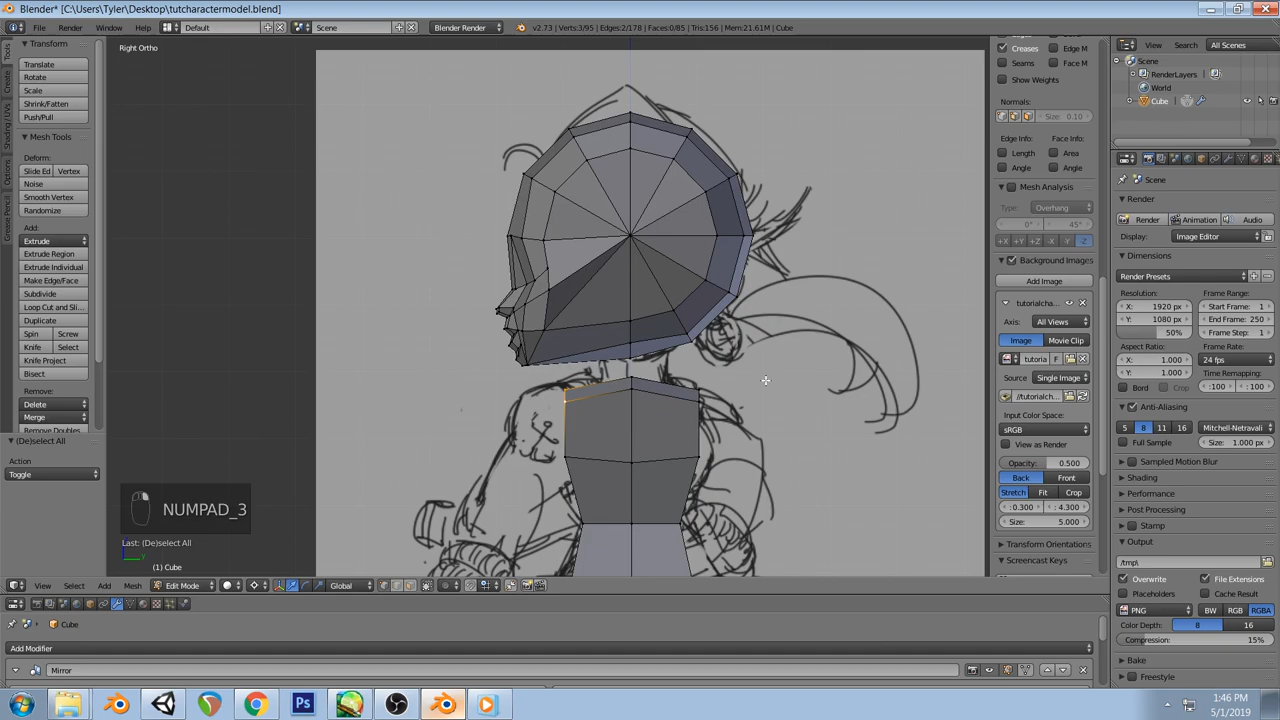 Blender* [C:\Users\Tyler\Desktop\tutcharactermodel.blend]
File Render Window Help Default Scene Blender Render v2.73 | Verts:3/95 | Edges:2/178 | Faces:0/85 | Tris:156 | Mem:21.61M | Cube
View Search All Scenes
Right Ortho
Transform
Translate
Rotate
Scale
Shrink/Fatten
Push/Pull
Mesh Tools
Deform:
Slide Ed Vertex
Noise
Smooth Vertex
Randomize
Add:
Extrude
Extrude Region
Extrude Individual
Make Edge/Face
Subdivide
Loop Cut and Sli...
Duplicate
Spin Screw
Knife Select
Knife Project
Bisect
Remove:
Delete
Merge
Remove Doubles
(De)select All
Action
Toggle
Tools
Create
Shading / UVs
Options
Grease Pencil
NUMPAD_3
Last: (De)select All
(1) Cube
View Select Add Mesh Edit Mode Global
Cube
Add Modifier
Mirror
Creases Edge M
Seams Face M
Show Weights
Normals:
Size: 0.10
Edge Info: Face Info:
Length Area
Angle Angle
Mesh Analysis
Type: Overhang
0° 45°
+X +Y +Z -X -Y -Z
Background Images
Add Image
tutorialcha...
Axis: All Views
Image Movie Clip
tutoria F
Source Single Image
//tutorialch...
Input Color Space:
sRGB
View as Render
Opacity: 0.500
Back Front
Stretch Fit Crop
: 0.300 : 4.300
Size: 5.000
Transform Orientations
Screencast Keys
Scene
RenderLayers
World
Cube
Scene
Render
Render Animation Audio
Display: Image Editor
Dimensions
Render Presets
Resolution: Frame Range:
X: 1920 px Start Frame: 1
Y: 1080 px End Frame: 250
50% Frame Step: 1
Aspect Ratio: Frame Rate:
X: 1.000 24 fps
Y: 1.000 Time Remapping:
Bord Crop :100 : 100
Anti-Aliasing
5 8 11 16 Mitchell-Netravali
Full Sample Size: 1.000 px
Sampled Motion Blur
Shading
Performance
Post Processing
Stamp
Output
/tmp\
Overwrite File Extensions
Placeholders Cache Result
PNG BW RGB RGBA
Color Depth: 8 16
Compression: 15%
Bake
Freestyle
Ps
1:46 PM
5/1/2019